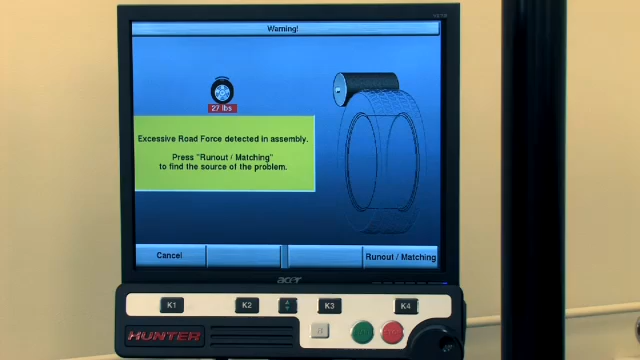 Warning!
27 lbs
Excessive Road Force detected in assembly.
Press "Runout / Matching"
to find the source of the problem.
Cancel
Runout / Matching
acer
K1
K2
K3
K4
HUNTER